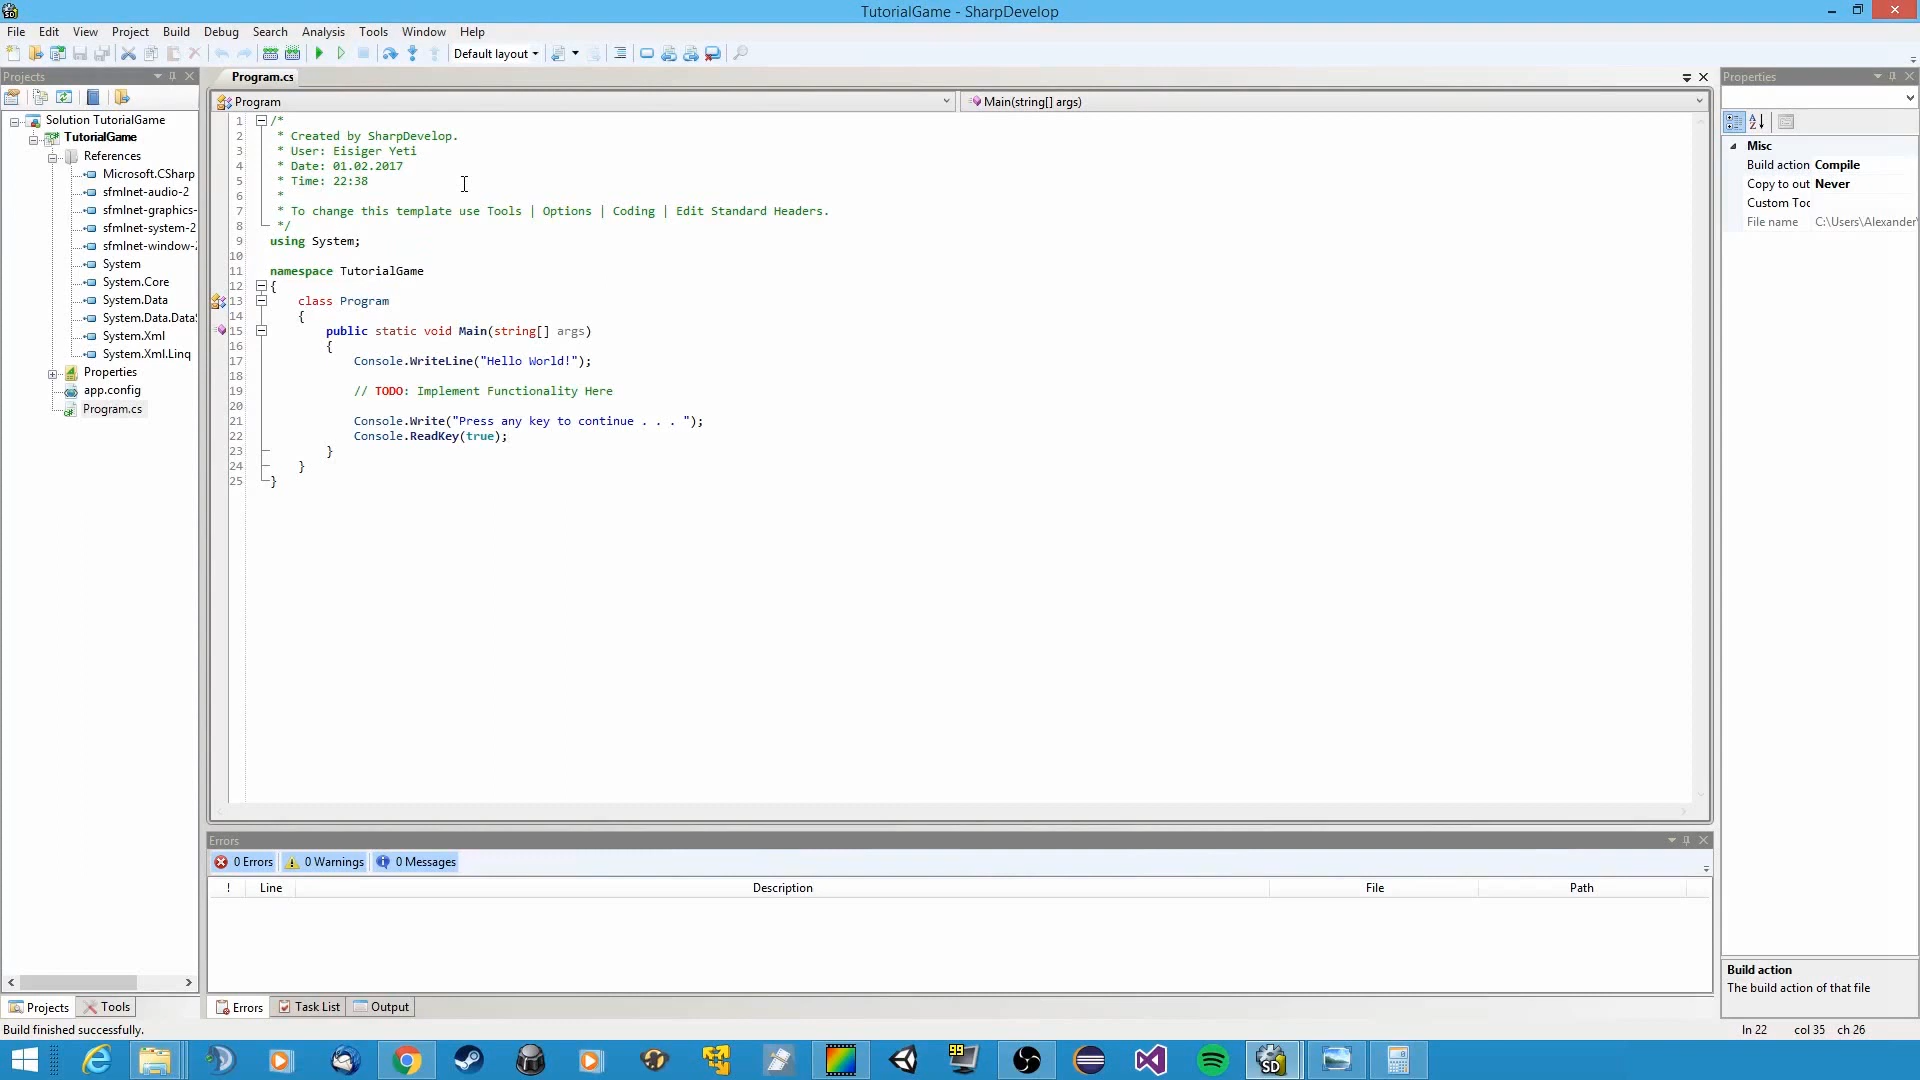 TutorialGame - SharpDevelop
File Edit View Project Build Debug Search Analysis Tools Window Help
Default layout
Projects
Solution TutorialGame
TutorialGame
References
Microsoft.CSharp
sfmlnet-audio-2
sfmlnet-graphics-
sfmlnet-system-2
sfmlnet-window-2
System
System.Core
System.Data
System.Data.DataS
System.Xml
System.Xml.Linq
Properties
app.config
Program.cs
Projects Tools
Program.cs
Program Main(string[] args)
1 /*
2 * Created by SharpDevelop.
3 * User: Eisiger Yeti
4 * Date: 01.02.2017
5 * Time: 22:38
6 *
7 * To change this template use Tools | Options | Coding | Edit Standard Headers.
8 */
9 using System;
10
11 namespace TutorialGame
12 {
13 class Program
14 {
15 public static void Main(string[] args)
16 {
17 Console.WriteLine("Hello World!");
18
19 // TODO: Implement Functionality Here
20
21 Console.Write("Press any key to continue . . . ");
22 Console.ReadKey(true);
23 }
24 }
25 }
Errors
0 Errors 0 Warnings 0 Messages
! Line Description File Path
Errors Task List Output
Properties
Misc
Build action Compile
Copy to out Never
Custom Toc
File name C:\Users\Alexander\
Build action
The build action of that file
Build finished successfully.
ln 22 col 35 ch 26
99
SD